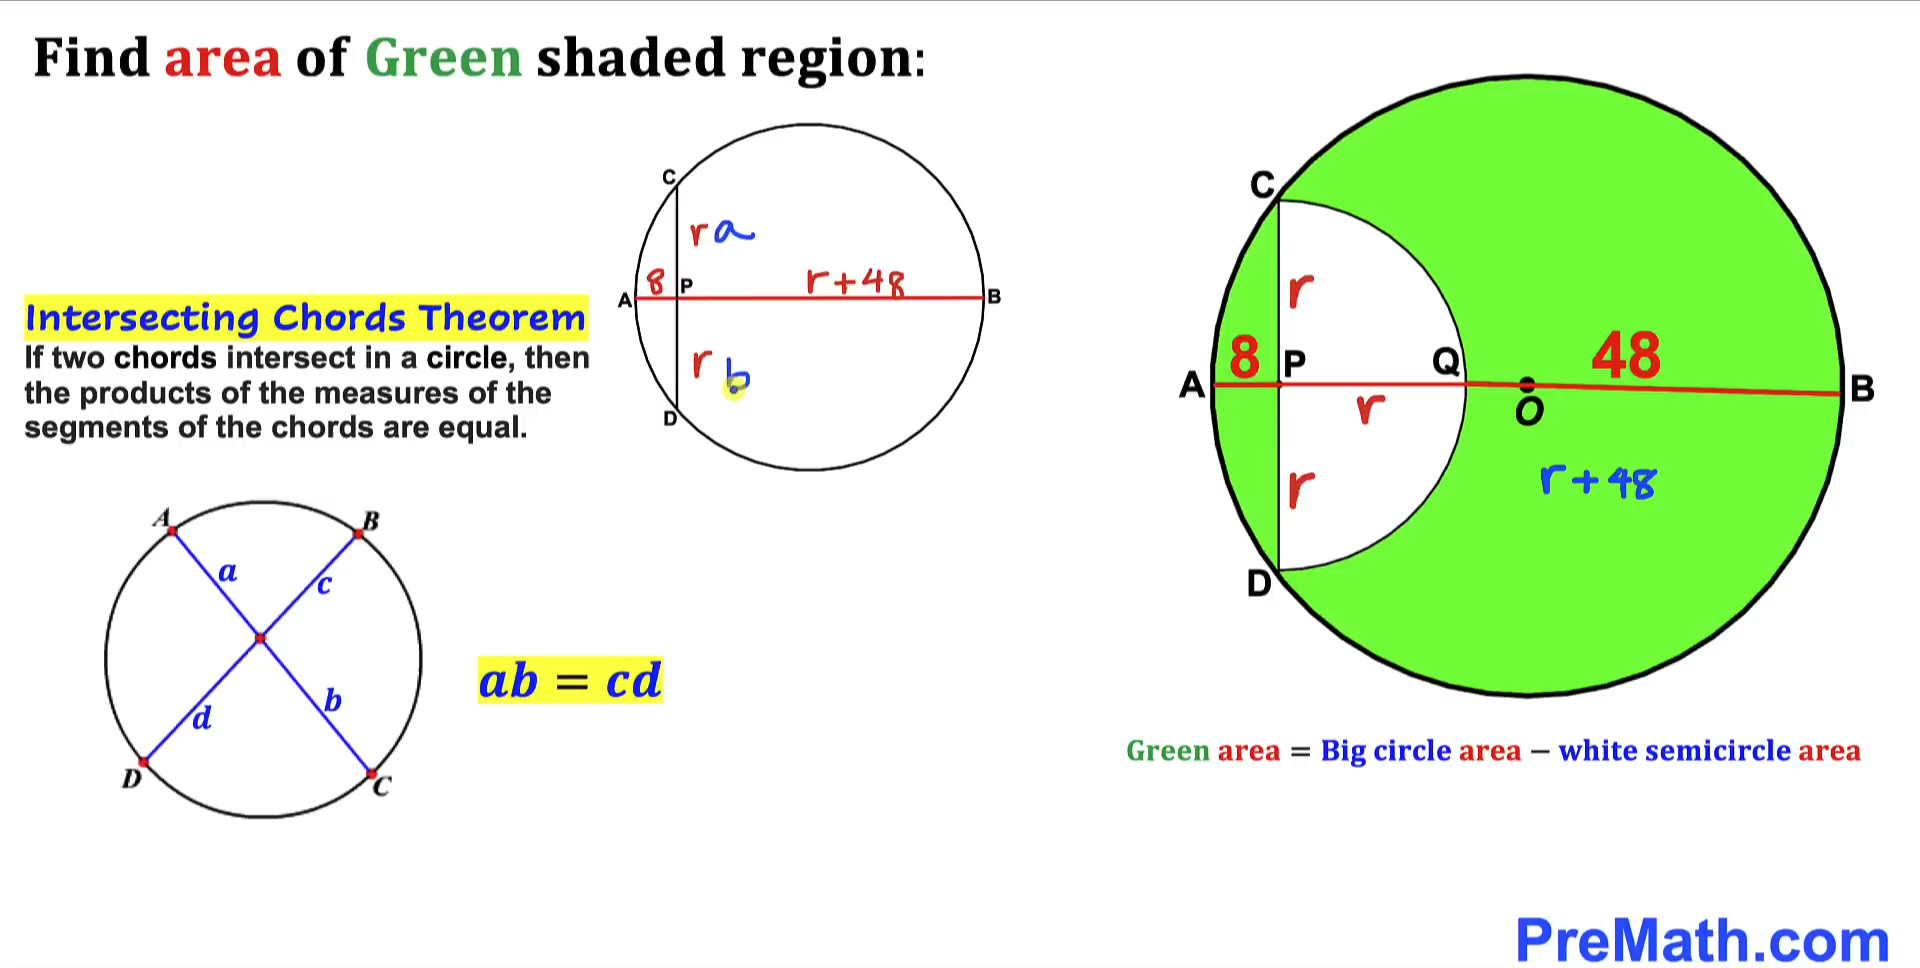 Find area of Green shaded region:
C
r a
8 P r+48
A B
r b
D
Intersecting Chords Theorem
If two chords intersect in a circle, then
the products of the measures of the
segments of the chords are equal.
A B
a c
d b
D C
ab = cd
C
r
8 P Q 48
A B
r O
r r+48
D
Green area = Big circle area − white semicircle area
PreMath.com